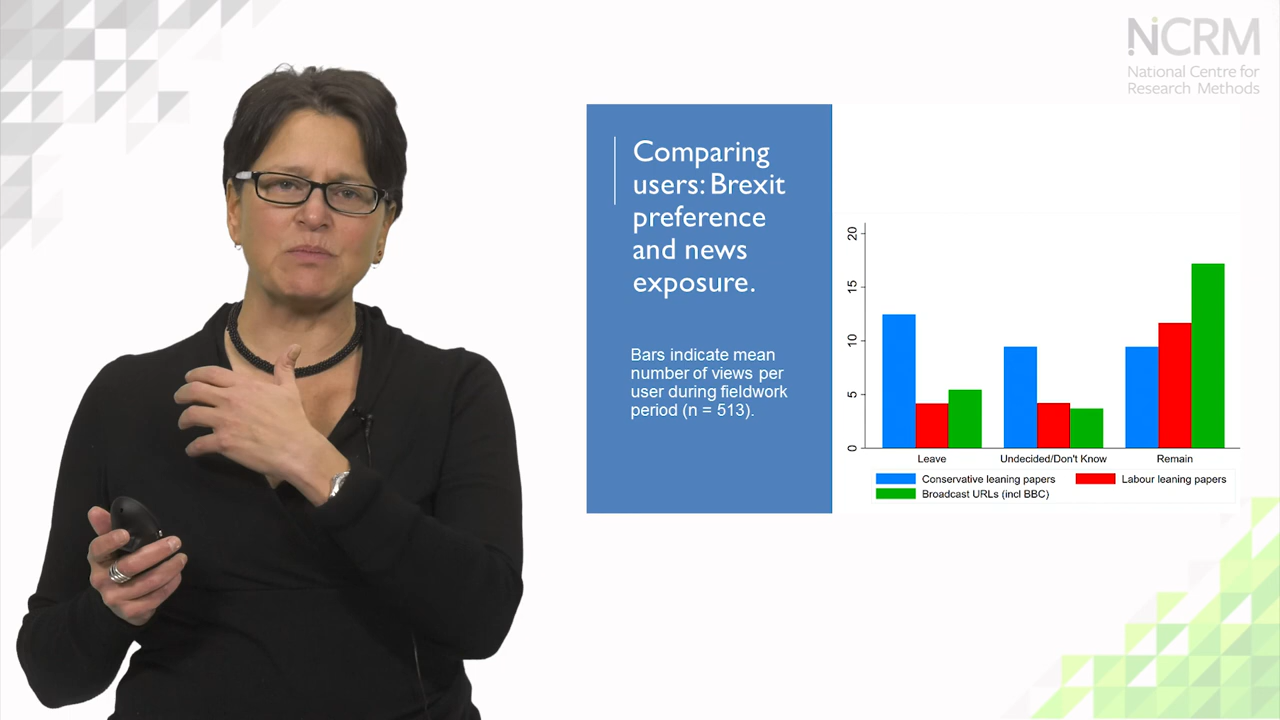 NCRM
National Centre for
Research Methods
Comparing
users: Brexit
preference
and news
exposure.
Bars indicate mean
number of views per
user during fieldwork
period (n = 513).
20
15
10
5
0
Leave
Undecided/Don't Know
Remain
Conservative leaning papers
Labour leaning papers
Broadcast URLs (incl BBC)